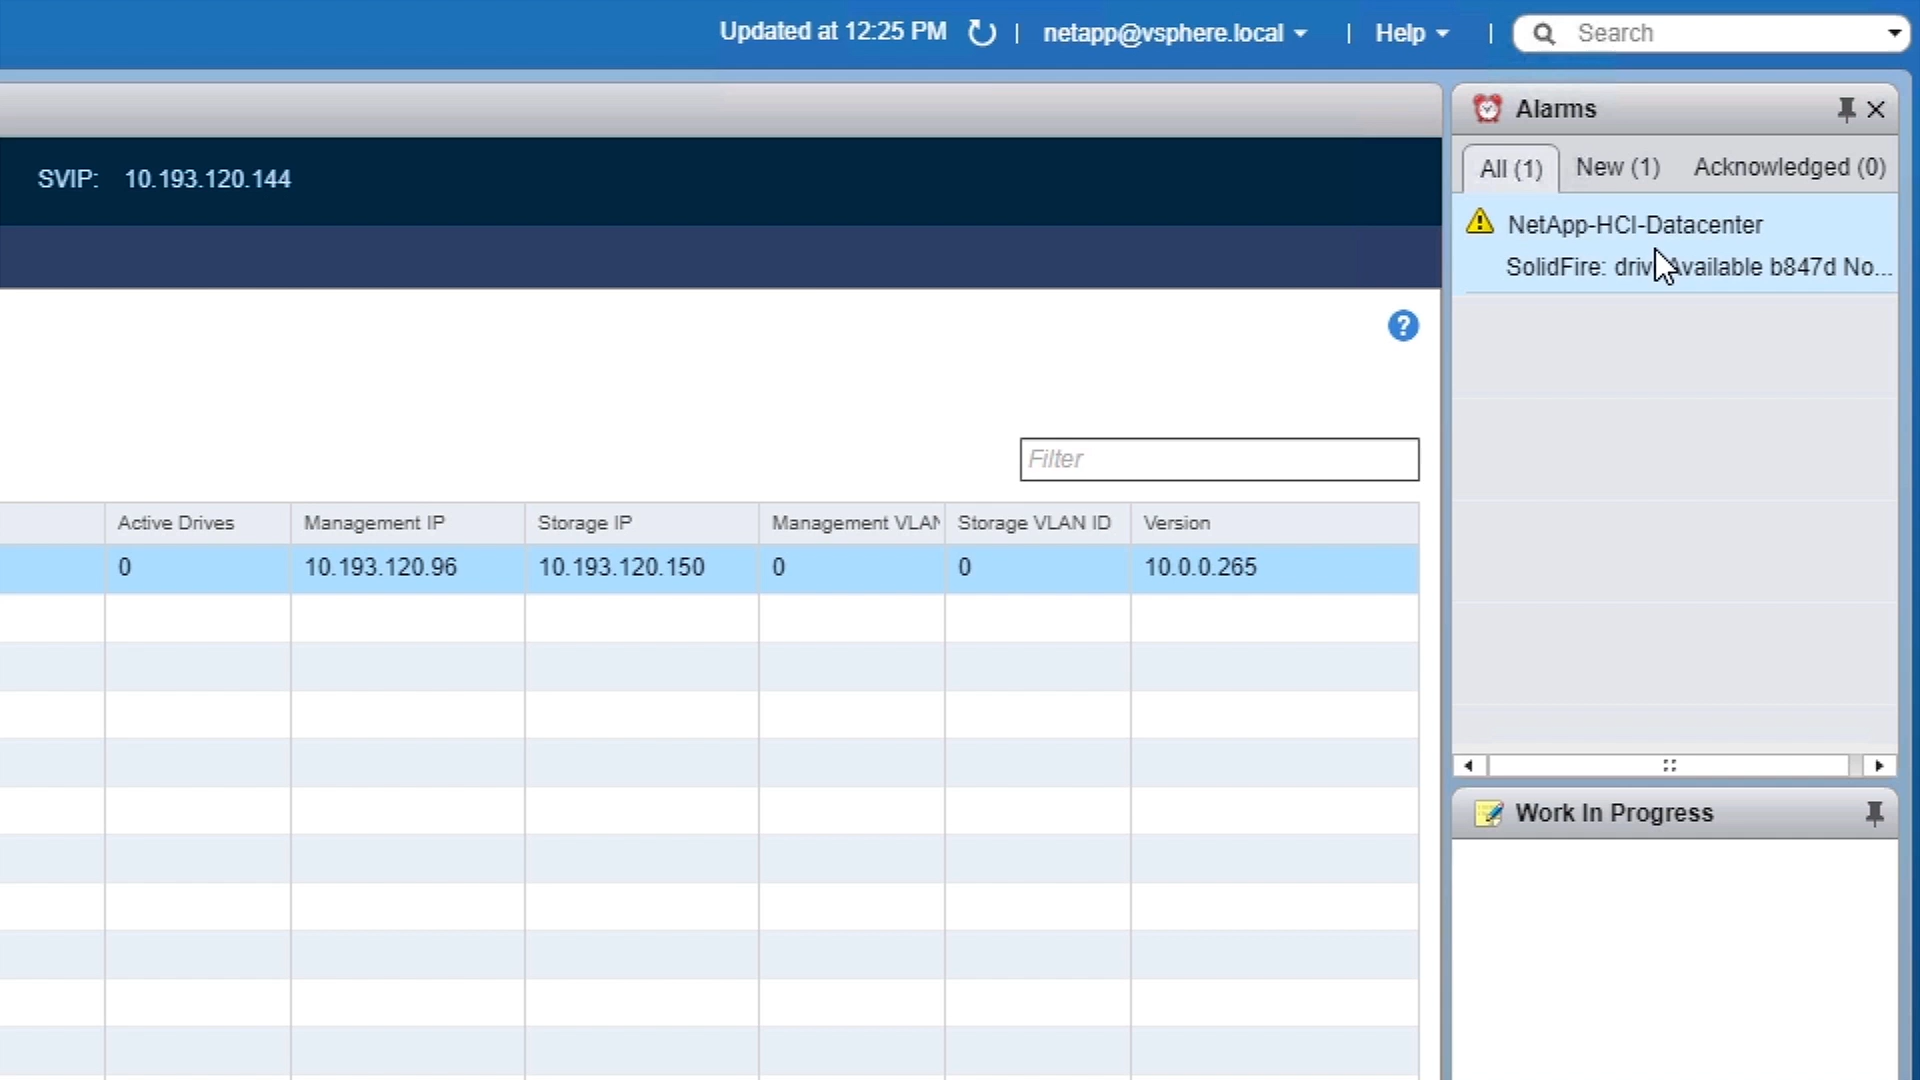 Updated at 12:25 PM | netapp@vsphere.local | Help | Search
Alarms
All (1) New (1) Acknowledged (0)
SVIP: 10.193.120.144
NetApp-HCI-Datacenter
SolidFire: driv Available b847d No...
?
Filter
Active Drives Management IP Storage IP Management VLAN Storage VLAN ID Version
0 10.193.120.96 10.193.120.150 0 0 10.0.0.265
Work In Progress